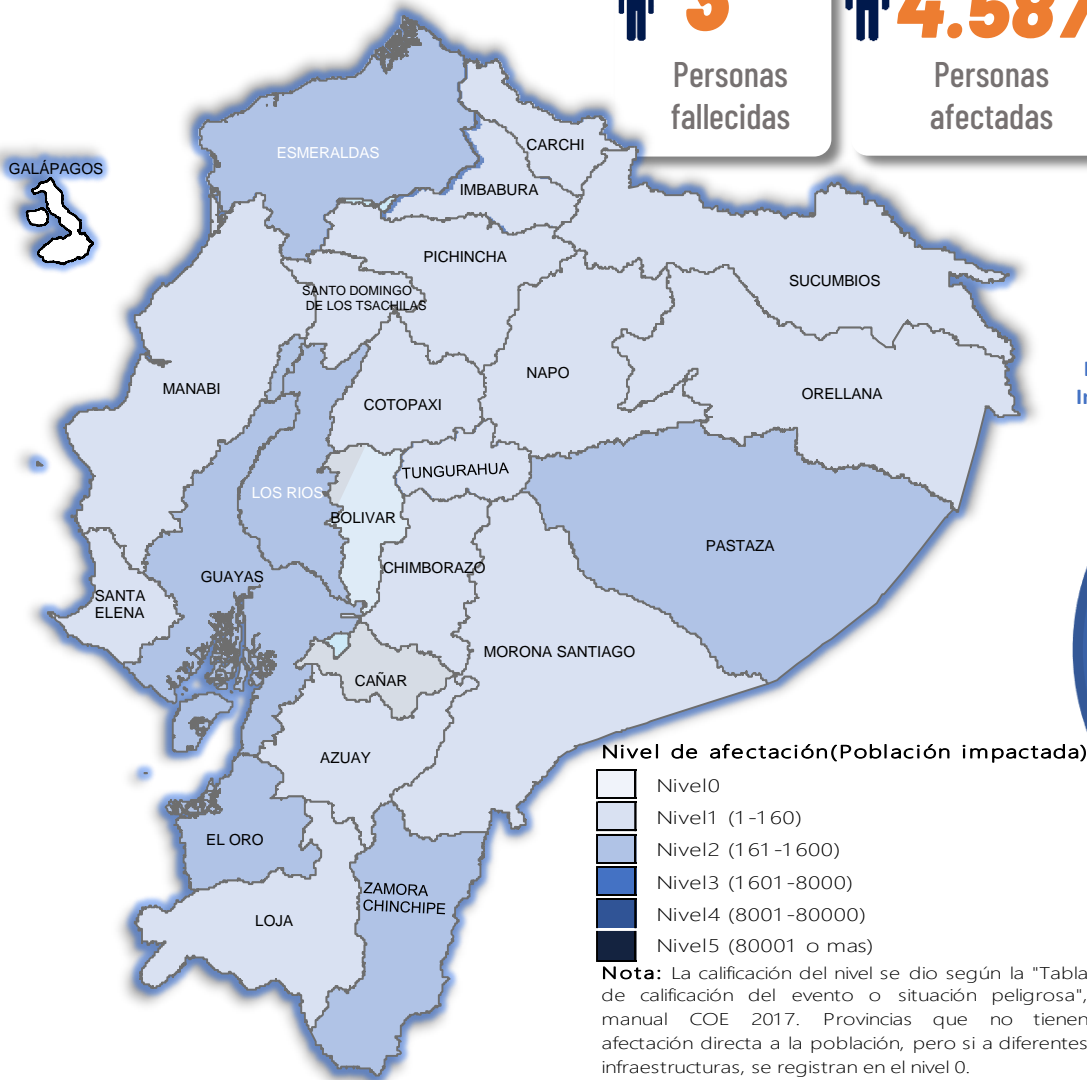 3
4.587
Personas
fallecidas
Personas
afectadas
GALÁPAGOS
ESMERALDAS
CARCHI
IMBABURA
PICHINCHA
SUCUMBIOS
SANTO DOMINGO
DE LOS TSACHILAS
MANABI
NAPO
ORELLANA
COTOPAXI
TUNGURAHUA
LOS RIOS
BOLIVAR
PASTAZA
CHIMBORAZO
GUAYAS
SANTA
ELENA
MORONA SANTIAGO
CAÑAR
AZUAY
EL ORO
ZAMORA
CHINCHIPE
LOJA
Nivel de afectación(Población impactada)
Nivel0
Nivel1 (1-160)
Nivel2 (161-1600)
Nivel3 (1601-8000)
Nivel4 (8001-80000)
Nivel5 (80001 o mas)
Nota: La calificación del nivel se dio según la "Tabla
de calificación del evento o situación peligrosa",
manual COE 2017. Provincias que no tienen
afectación directa a la población, pero si a diferentes
infraestructuras, se registran en el nivel 0.